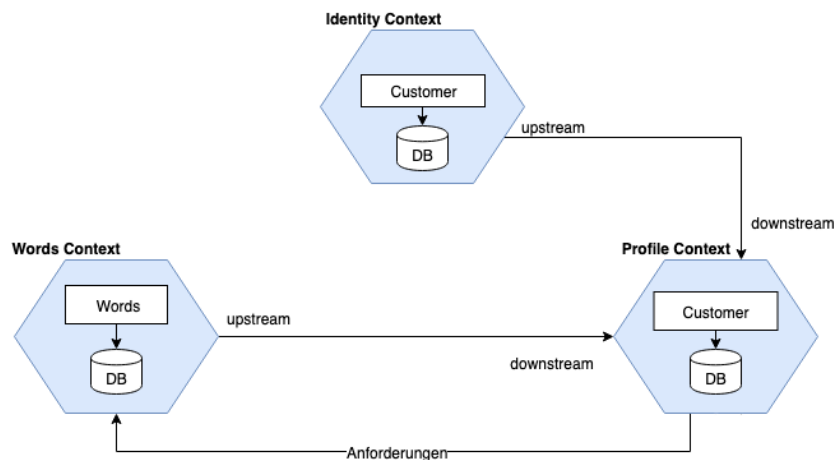 Identity Context
Customer
DB
upstream
downstream
Words Context
Words
DB
upstream
downstream
Profile Context
Customer
DB
Anforderungen